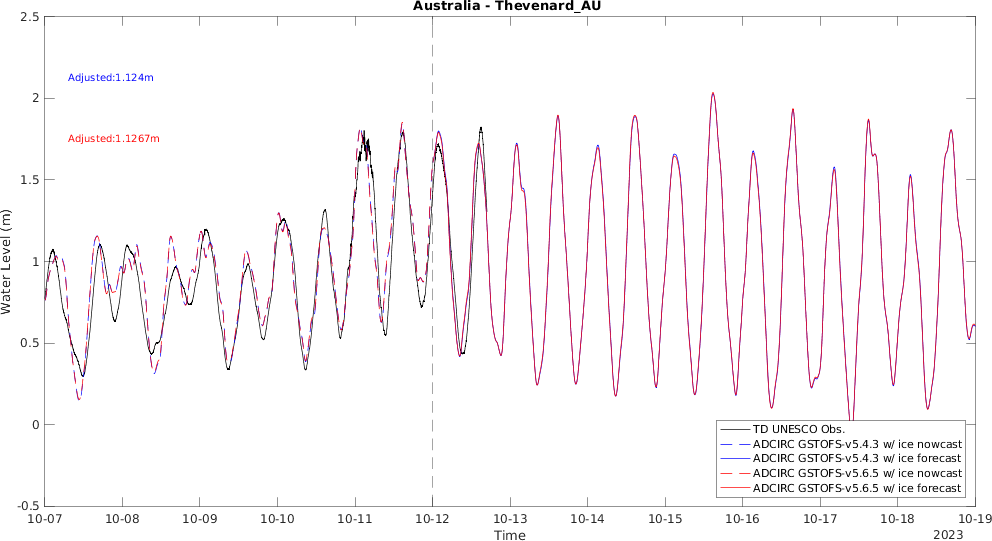 Australia - Thevenard_AU
2.5
2
1.5
1
0.5
0
-0.5
Water Level (m)
Adjusted:1.124m
Adjusted:1.1267m
TD UNESCO Obs.
ADCIRC GSTOFS-v5.4.3 w/ ice nowcast
ADCIRC GSTOFS-v5.4.3 w/ ice forecast
ADCIRC GSTOFS-v5.6.5 w/ ice nowcast
ADCIRC GSTOFS-v5.6.5 w/ ice forecast
10-07 10-08 10-09 10-10 10-11 10-12 10-13 10-14 10-15 10-16 10-17 10-18 10-19
Time
2023